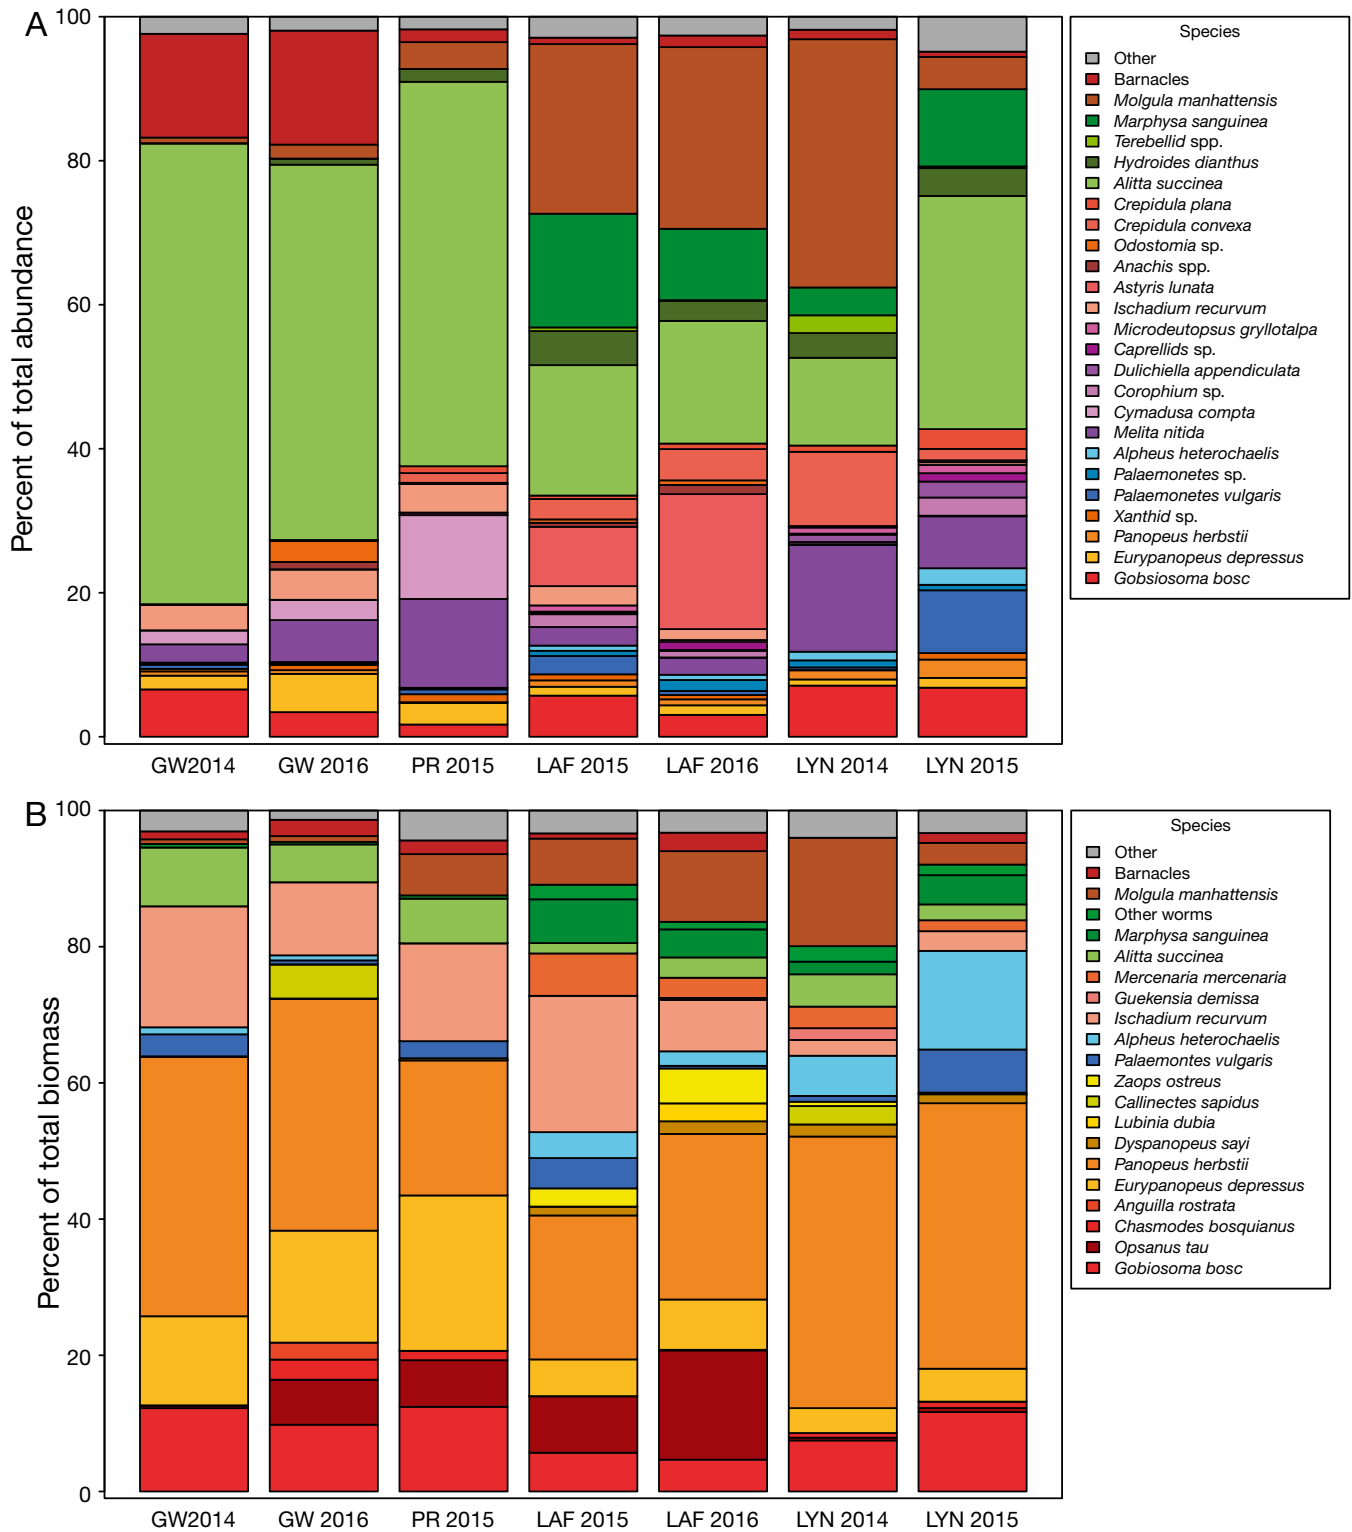 A
Percent of total abundance
100
80
60
40
20
0
GW2014 GW 2016 PR 2015 LAF 2015 LAF 2016 LYN 2014 LYN 2015
Species
Other
Barnacles
Molgula manhattensis
Marphysa sanguinea
Terebellid spp.
Hydroides dianthus
Alitta succinea
Crepidula plana
Crepidula convexa
Odostomia sp.
Anachis spp.
Astyris lunata
Ischadium recurvum
Microdeutopsus gryllotalpa
Caprellids sp.
Dulichiella appendiculata
Corophium sp.
Cymadusa compta
Melita nitida
Alpheus heterochaelis
Palaemonetes sp.
Palaemonetes vulgaris
Xanthid sp.
Panopeus herbstii
Eurypanopeus depressus
Gobsiosoma bosc
B
Percent of total biomass
100
80
60
40
20
0
GW2014 GW 2016 PR 2015 LAF 2015 LAF 2016 LYN 2014 LYN 2015
Species
Other
Barnacles
Molgula manhattensis
Other worms
Marphysa sanguinea
Alitta succinea
Mercenaria mercenaria
Guekensia demissa
Ischadium recurvum
Alpheus heterochaelis
Palaemontes vulgaris
Zaops ostreus
Callinectes sapidus
Lubinia dubia
Dyspanopeus sayi
Panopeus herbstii
Eurypanopeus depressus
Anguilla rostrata
Chasmodes bosquianus
Opsanus tau
Gobiosoma bosc